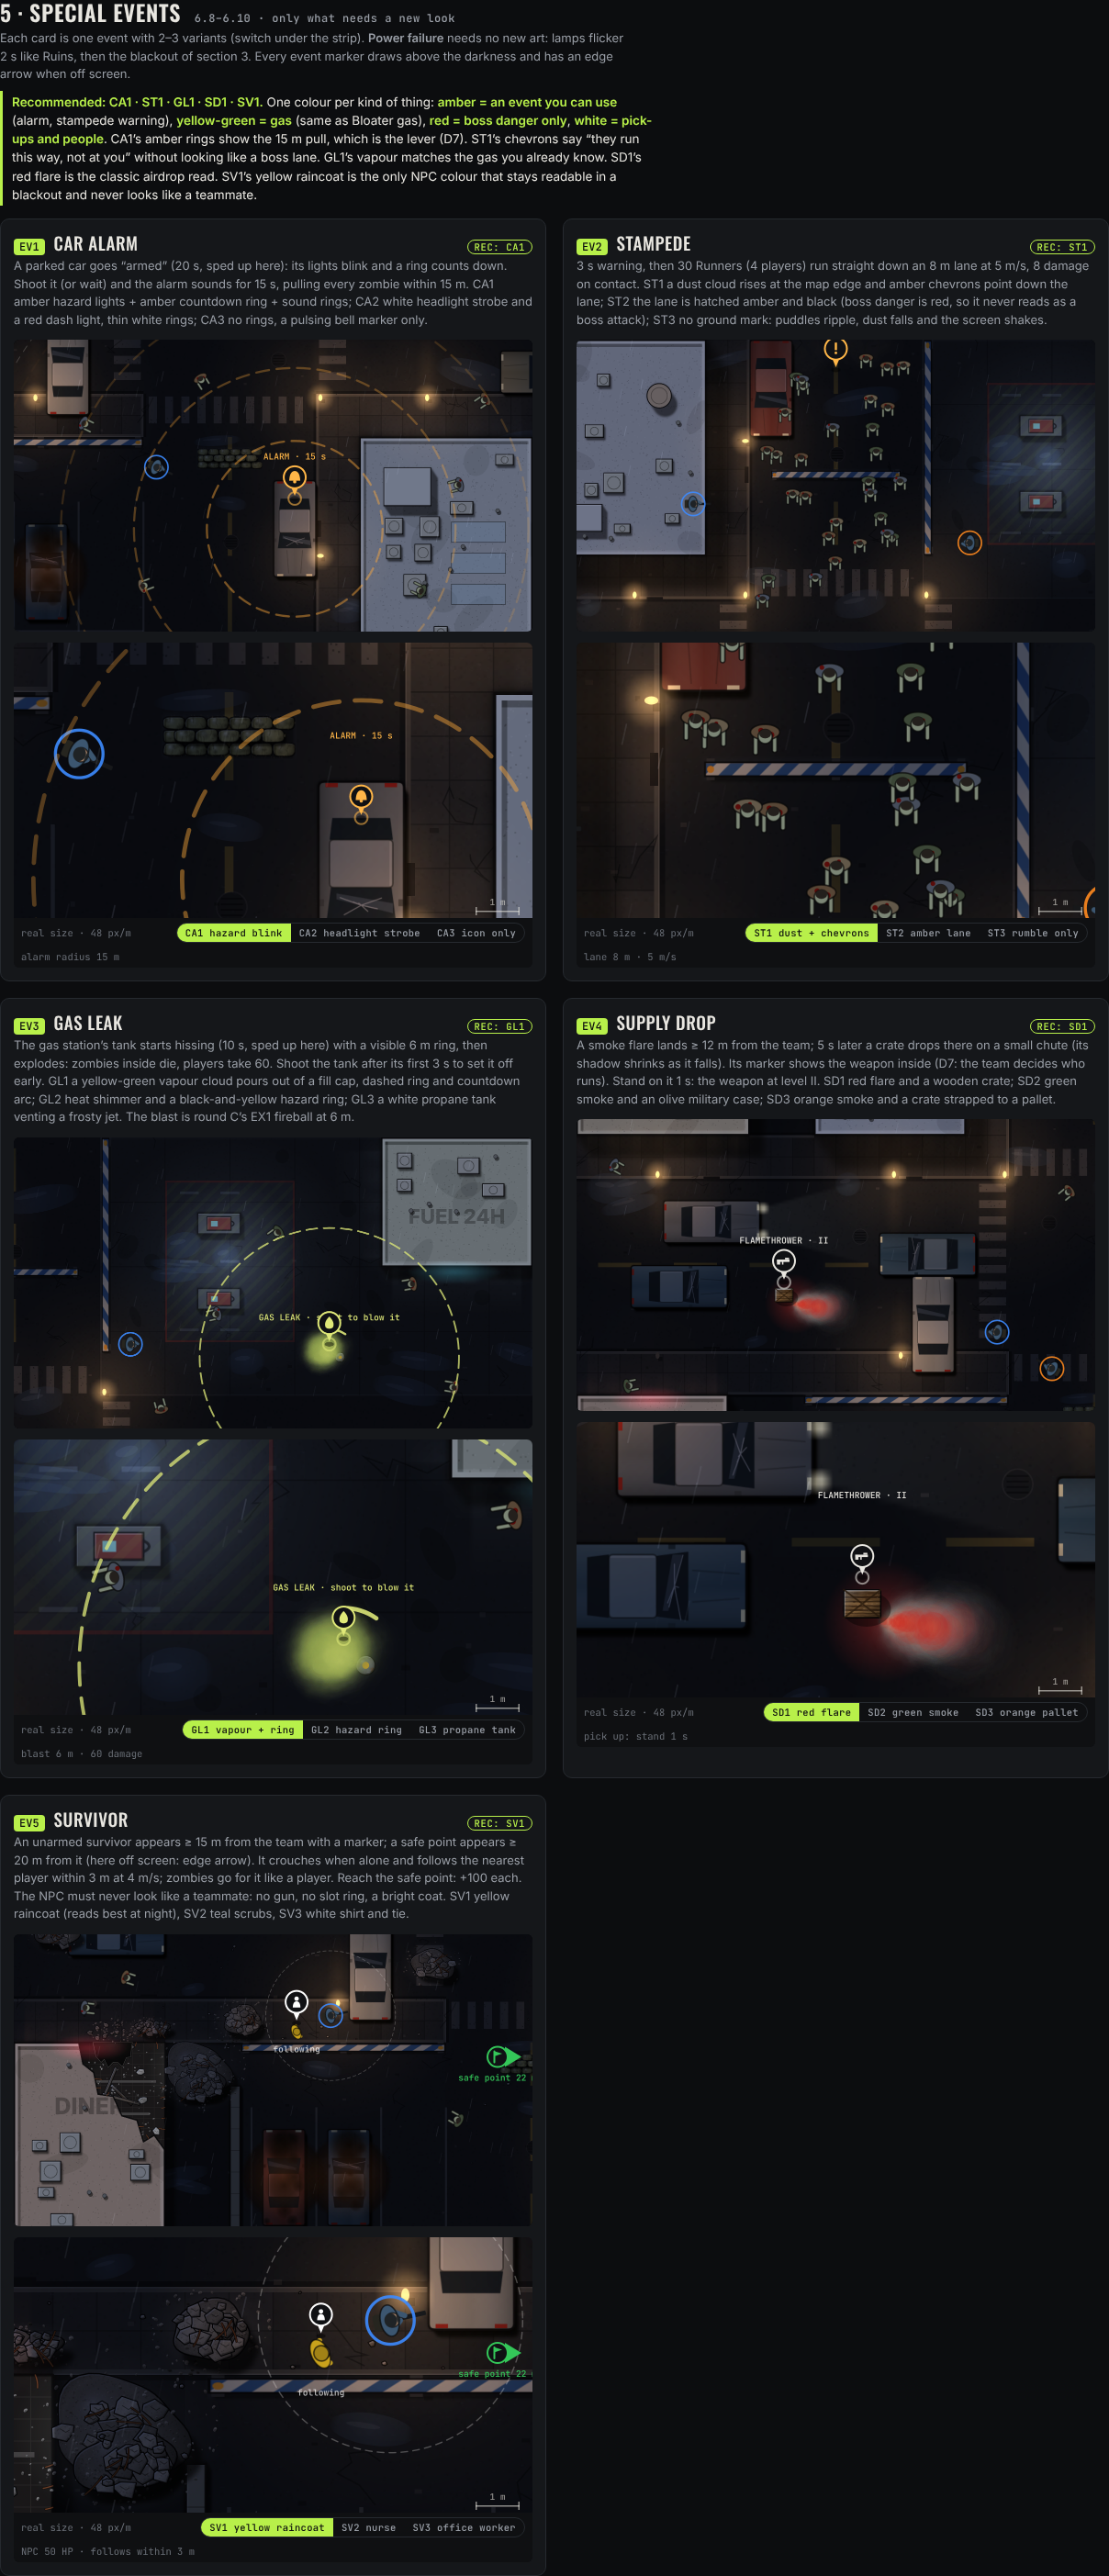 5 · SPECIAL EVENTS 6.8–6.10 · only what needs a new look
Each card is one event with 2–3 variants (switch under the strip). Power failure needs no new art: lamps flicker
2 s like Ruins, then the blackout of section 3. Every event marker draws above the darkness and has an edge
arrow when off screen.
Recommended: CA1 · ST1 · GL1 · SD1 · SV1. One colour per kind of thing: amber = an event you can use
(alarm, stampede warning), yellow-green = gas (same as Bloater gas), red = boss danger only, white = pick-
ups and people. CA1’s amber rings show the 15 m pull, which is the lever (D7). ST1’s chevrons say “they run
this way, not at you” without looking like a boss lane. GL1’s vapour matches the gas you already know. SD1’s
red flare is the classic airdrop read. SV1’s yellow raincoat is the only NPC colour that stays readable in a
blackout and never looks like a teammate.
EV1 CAR ALARM REC: CA1
A parked car goes “armed” (20 s, sped up here): its lights blink and a ring counts down.
Shoot it (or wait) and the alarm sounds for 15 s, pulling every zombie within 15 m. CA1
amber hazard lights + amber countdown ring + sound rings; CA2 white headlight strobe and
a red dash light, thin white rings; CA3 no rings, a pulsing bell marker only.
ALARM · 15 s
ALARM · 15 s
1 m
real size · 48 px/m CA1 hazard blink CA2 headlight strobe CA3 icon only
alarm radius 15 m
EV2 STAMPEDE REC: ST1
3 s warning, then 30 Runners (4 players) run straight down an 8 m lane at 5 m/s, 8 damage
on contact. ST1 a dust cloud rises at the map edge and amber chevrons point down the
lane; ST2 the lane is hatched amber and black (boss danger is red, so it never reads as a
boss attack); ST3 no ground mark: puddles ripple, dust falls and the screen shakes.
!
1 m
real size · 48 px/m ST1 dust + chevrons ST2 amber lane ST3 rumble only
lane 8 m · 5 m/s
EV3 GAS LEAK REC: GL1
The gas station’s tank starts hissing (10 s, sped up here) with a visible 6 m ring, then
explodes: zombies inside die, players take 60. Shoot the tank after its first 3 s to set it off
early. GL1 a yellow-green vapour cloud pours out of a fill cap, dashed ring and countdown
arc; GL2 heat shimmer and a black-and-yellow hazard ring; GL3 a white propane tank
venting a frosty jet. The blast is round C’s EX1 fireball at 6 m.
FUEL 24H
GAS LEAK · to blow it
GAS LEAK · shoot to blow it
1 m
real size · 48 px/m GL1 vapour + ring GL2 hazard ring GL3 propane tank
blast 6 m · 60 damage
EV4 SUPPLY DROP REC: SD1
A smoke flare lands ≥ 12 m from the team; 5 s later a crate drops there on a small chute (its
shadow shrinks as it falls). Its marker shows the weapon inside (D7: the team decides who
runs). Stand on it 1 s: the weapon at level II. SD1 red flare and a wooden crate; SD2 green
smoke and an olive military case; SD3 orange smoke and a crate strapped to a pallet.
FLAMETHROWER · II
FLAMETHROWER · II
1 m
real size · 48 px/m SD1 red flare SD2 green smoke SD3 orange pallet
pick up: stand 1 s
EV5 SURVIVOR REC: SV1
An unarmed survivor appears ≥ 15 m from the team with a marker; a safe point appears ≥
20 m from it (here off screen: edge arrow). It crouches when alone and follows the nearest
player within 3 m at 4 m/s; zombies go for it like a player. Reach the safe point: +100 each.
The NPC must never look like a teammate: no gun, no slot ring, a bright coat. SV1 yellow
raincoat (reads best at night), SV2 teal scrubs, SV3 white shirt and tie.
following
safe point 22
DINER
following
safe point 22
1 m
real size · 48 px/m SV1 yellow raincoat SV2 nurse SV3 office worker
NPC 50 HP · follows within 3 m